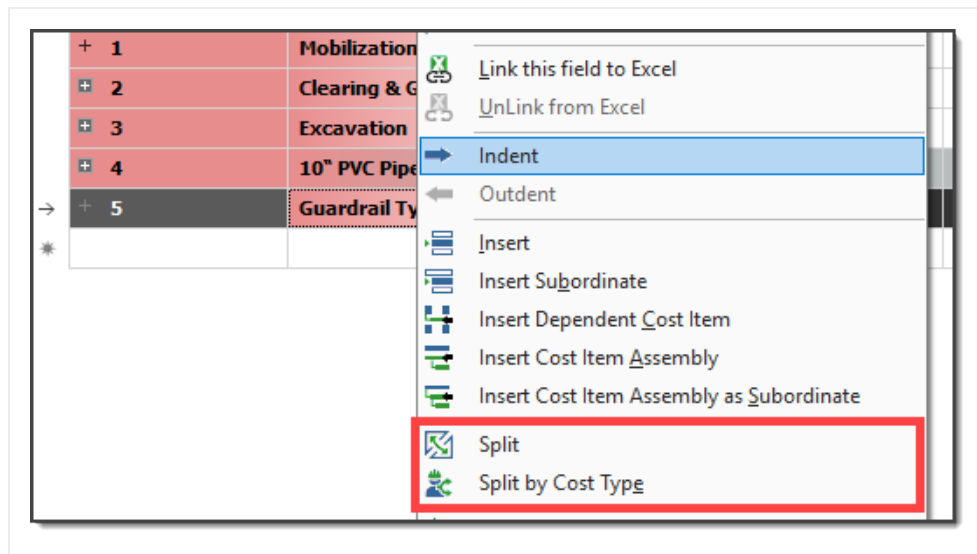 1 Mobilization
2 Clearing & G
3 Excavation
4 10" PVC Pipe
5 Guardrail Ty
Link this field to Excel
UnLink from Excel
Indent
Outdent
Insert
Insert Subordinate
Insert Dependent Cost Item
Insert Cost Item Assembly
Insert Cost Item Assembly as Subordinate
Split
Split by Cost Type